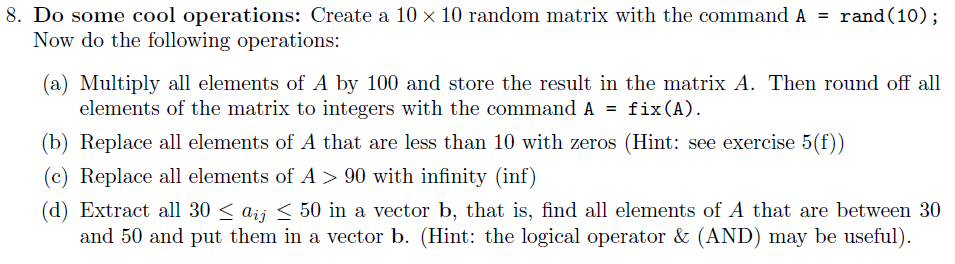 8. Do some cool operations: Create a 10 × 10 random matrix with the command A = rand(10);
Now do the following operations:
(a) Multiply all elements of A by 100 and store the result in the matrix A. Then round off all
elements of the matrix to integers with the command A = fix(A).
(b) Replace all elements of A that are less than 10 with zeros (Hint: see exercise 5(f))
(c) Replace all elements of A > 90 with infinity (inf)
(d) Extract all 30 ≤ aij ≤ 50 in a vector b, that is, find all elements of A that are between 30
and 50 and put them in a vector b. (Hint: the logical operator & (AND) may be useful).